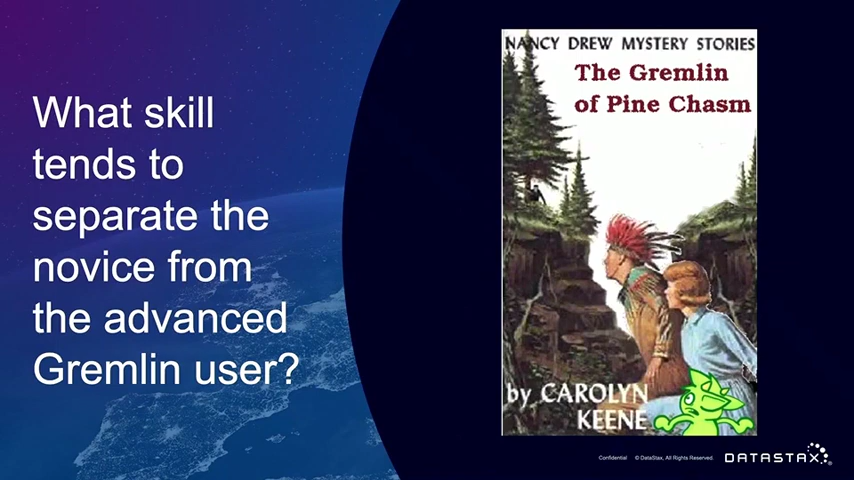 What skill
tends to
separate the
novice from
the advanced
Gremlin user?
NANCY DREW MYSTERY STORIES
The Gremlin
of Pine Chasm
by CAROLYN
KEENE
Confidential © DataStax, All Rights Reserved.
DATASTAX